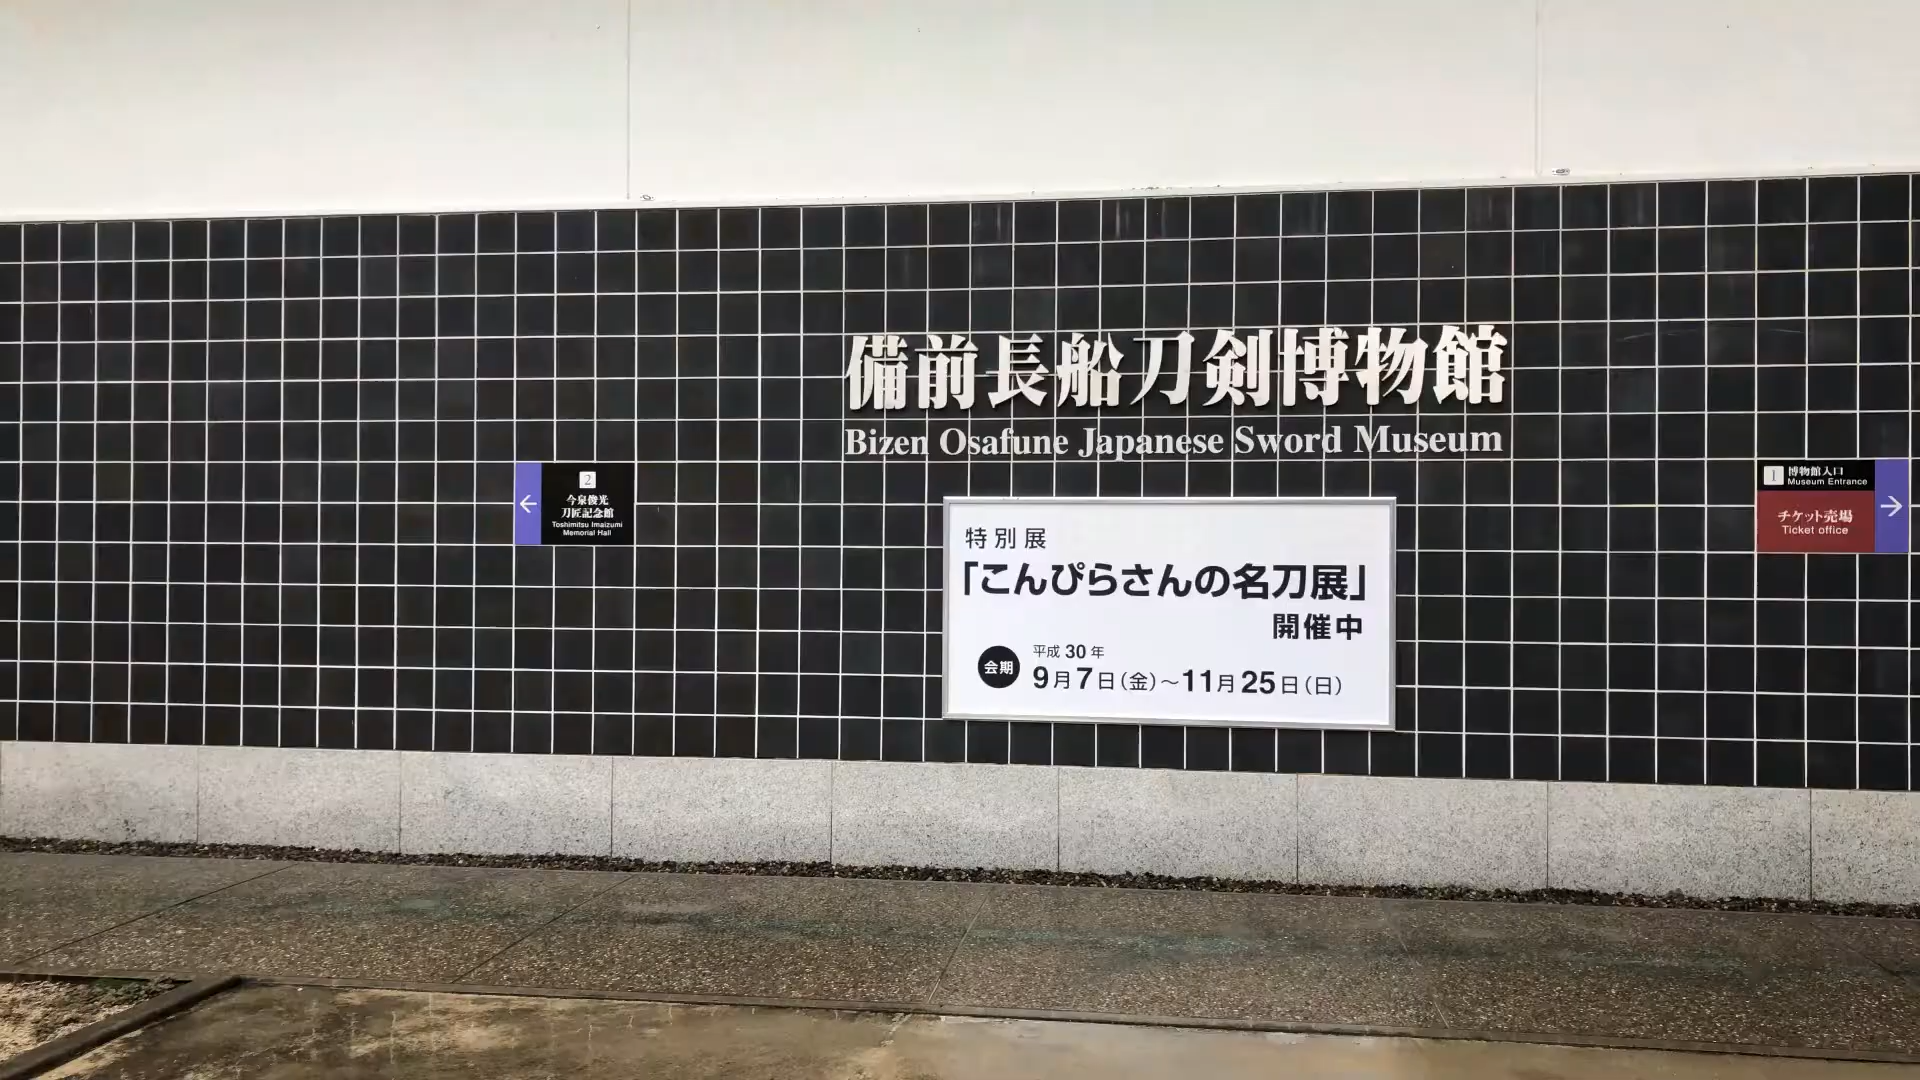 備前長船刀剣博物館
Bizen Osafune Japanese Sword Museum
2
今泉俊光
刀匠記念館
Toshimitsu Imaizumi
Memorial Hall
←
特別展
「こんぴらさんの名刀展」
開催中
会期
平成 30 年
9月7日(金)～11月25日(日)
1 博物館入口
Museum Entrance
チケット売場
Ticket office
→